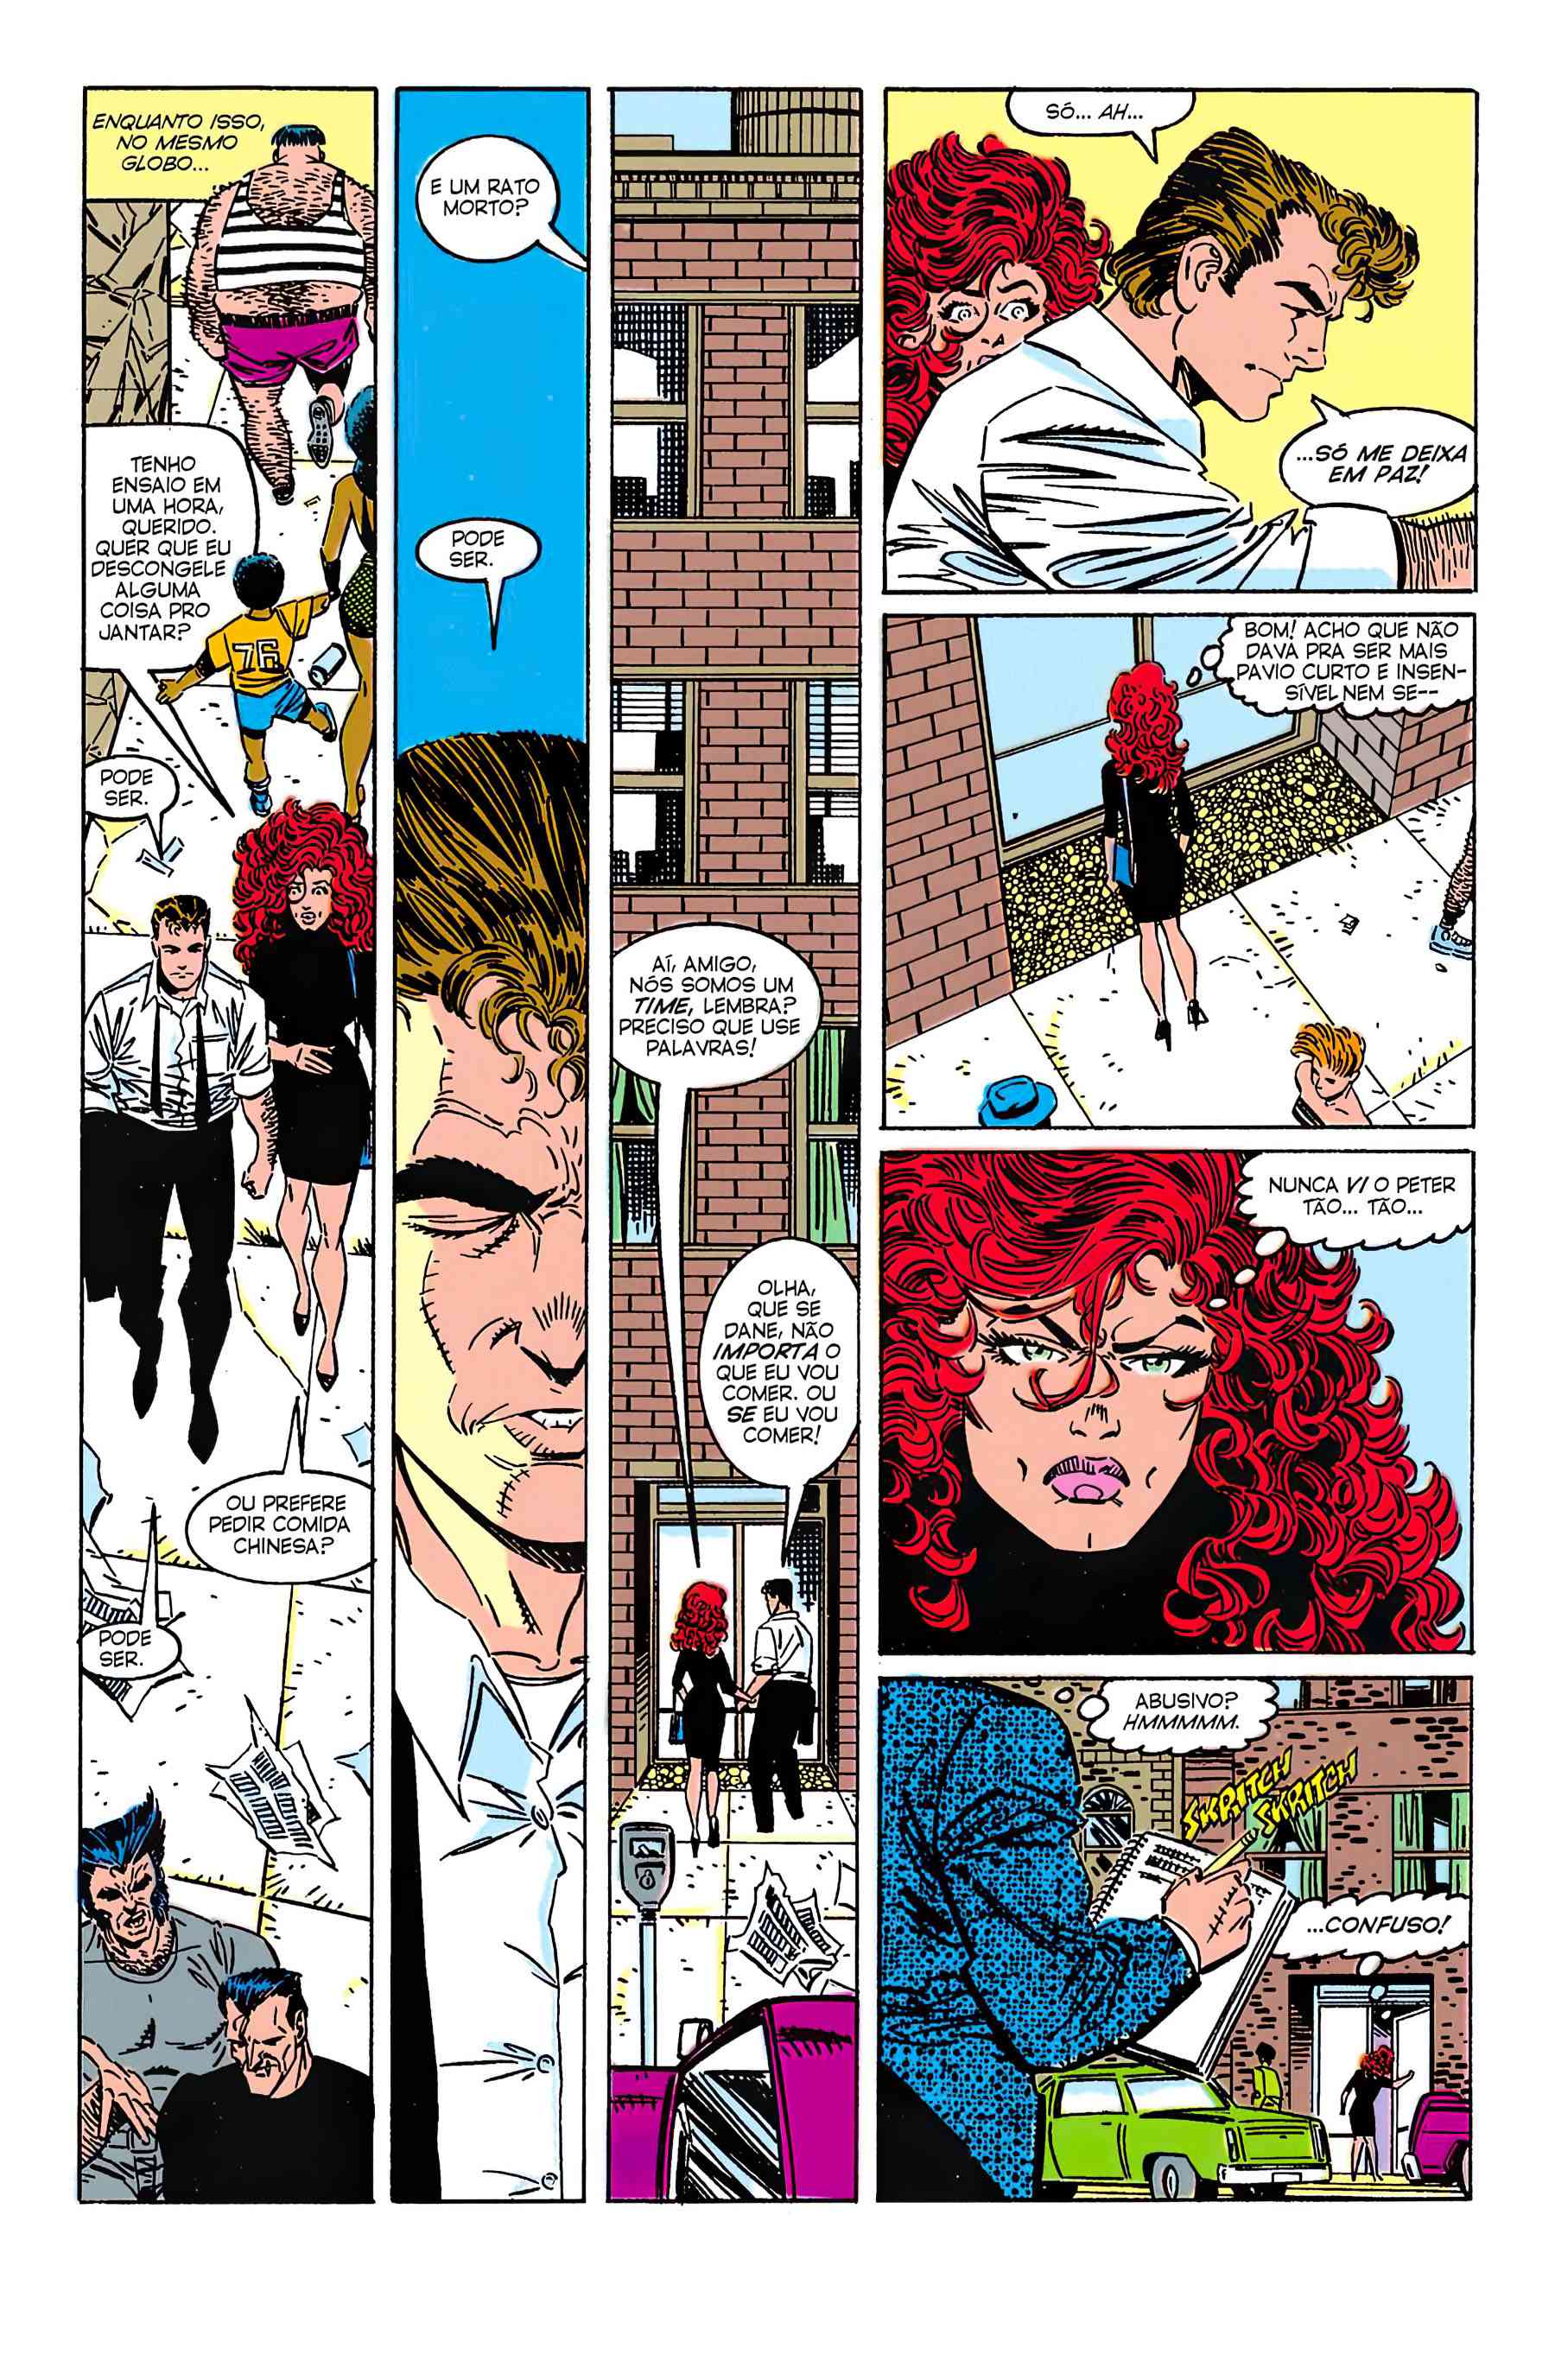 ENQUANTO ISSO,
NO MESMO
GLOBO...
TENHO
ENSAIO EM
UMA HORA,
QUERIDO.
QUER QUE EU
DESCONGELE
ALGUMA
COISA PRO
JANTAR?
76
PODE
SER.
OU PREFERE
PEDIR COMIDA
CHINESA?
PODE
SER.
E UM RATO
MORTO?
PODE
SER.
AÍ, AMIGO,
NÓS SOMOS UM
TIME, LEMBRA?
PRECISO QUE USE
PALAVRAS!
OLHA,
QUE SE
DANE, NÃO
IMPORTA O
QUE EU VOU
COMER. OU
SE EU VOU
COMER!
SÓ... AH...
...SÓ ME DEIXA
EM PAZ!
BOM! ACHO QUE NÃO
DAVA PRA SER MAIS
PAVIO CURTO E INSEN-
SÍVEL NEM SE--
NUNCA VI O PETER
TÃO... TÃO...
ABUSIVO?
HMMMMM.
SKRITCH
SKRITCH
...CONFUSO!